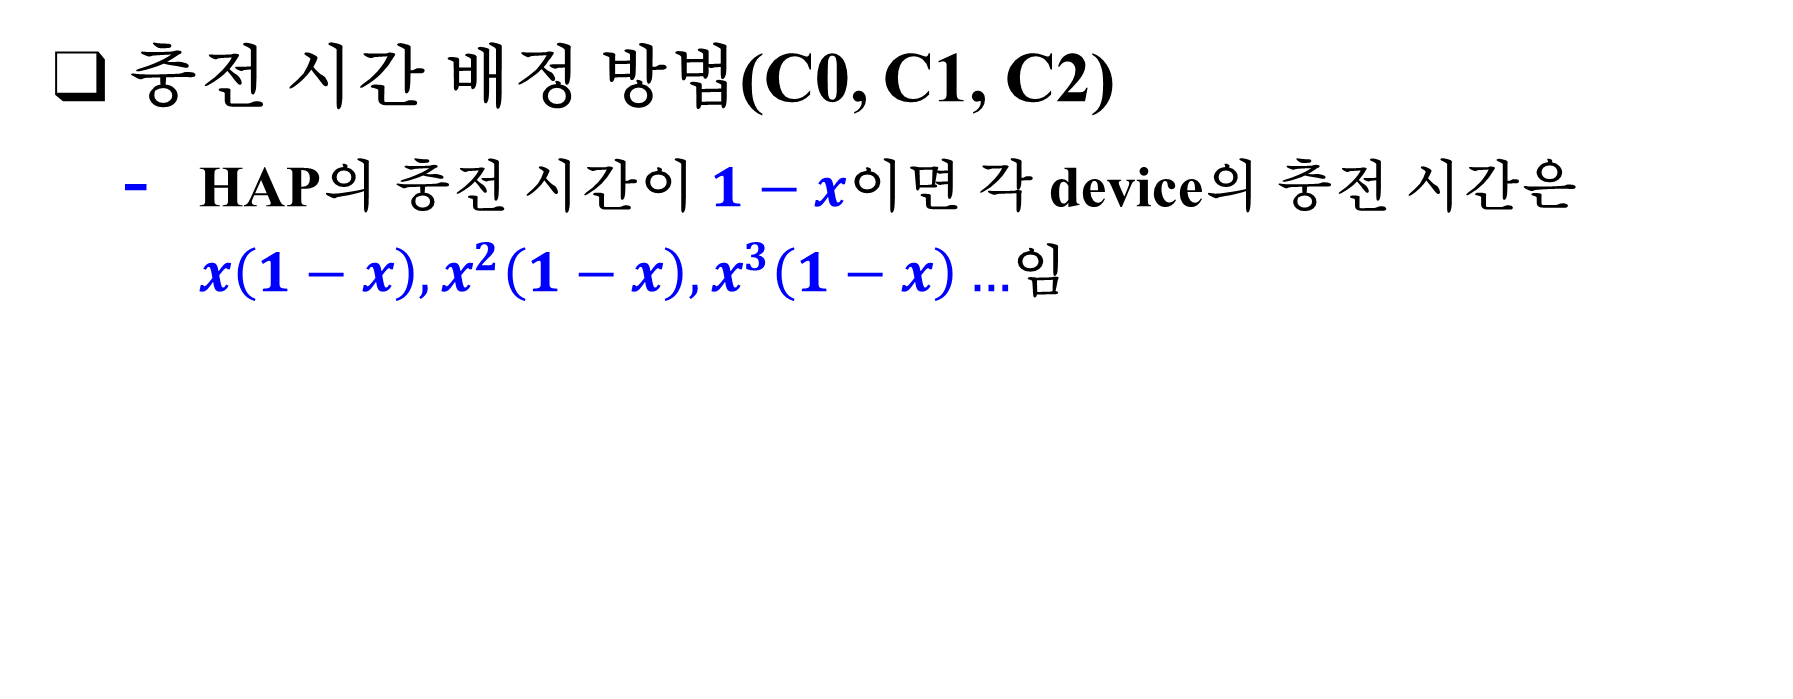 ❑ 충전 시간 배정 방법(C0, C1, C2)
- HAP의 충전 시간이 1 − x이면 각 device의 충전 시간은
x(1 − x), x²(1 − x), x³(1 − x) …임